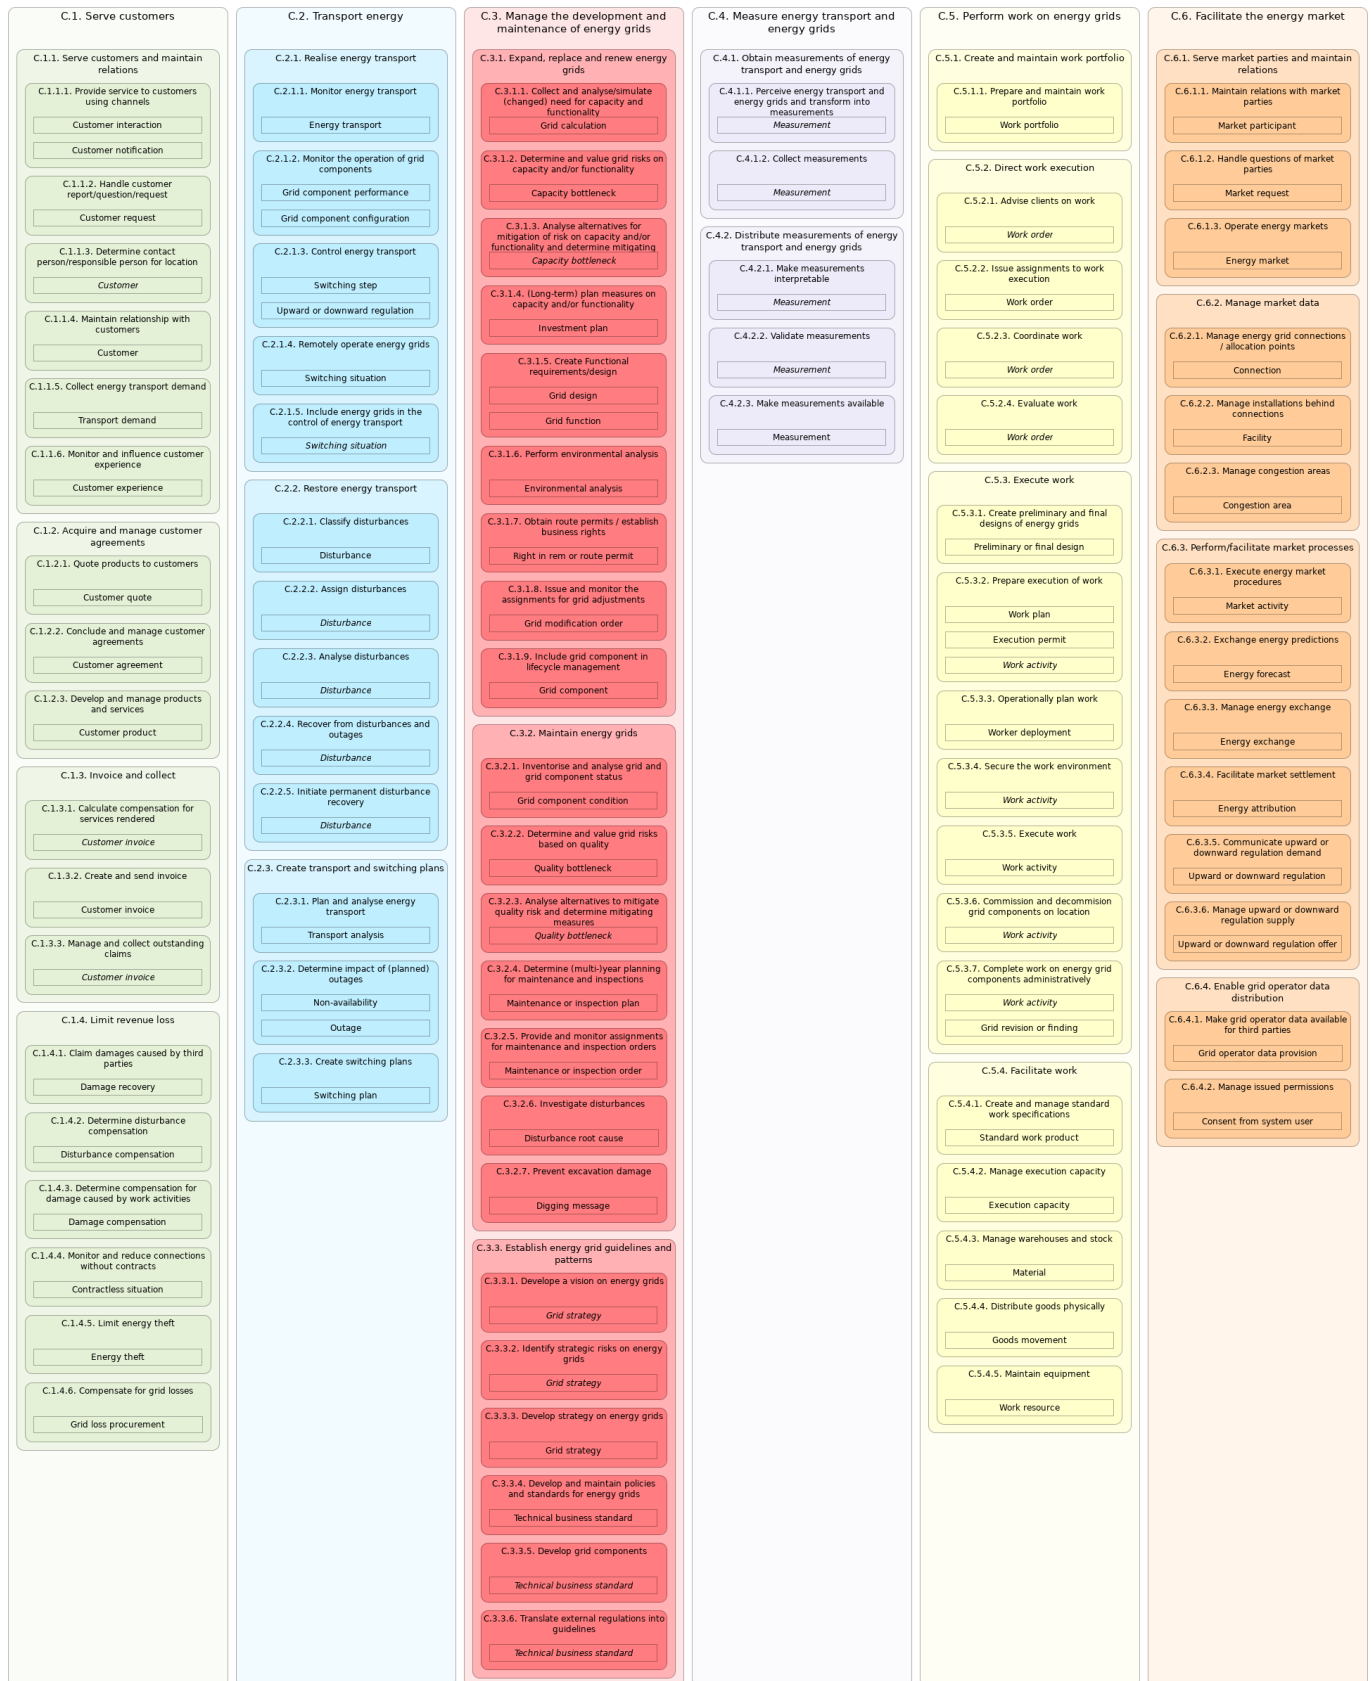 C.1. Serve customers
C.1.1. Serve customers and maintain
relations
C.1.1.1. Provide service to customers
using channels
Customer interaction
Customer notification
C.1.1.2. Handle customer
report/question/request
Customer request
C.1.1.3. Determine contact
person/responsible person for location
Customer
C.1.1.4. Maintain relationship with
customers
Customer
C.1.1.5. Collect energy transport demand
Transport demand
C.1.1.6. Monitor and influence customer
experience
Customer experience
C.1.2. Acquire and manage customer
agreements
C.1.2.1. Quote products to customers
Customer quote
C.1.2.2. Conclude and manage customer
agreements
Customer agreement
C.1.2.3. Develop and manage products
and services
Customer product
C.1.3. Invoice and collect
C.1.3.1. Calculate compensation for
services rendered
Customer invoice
C.1.3.2. Create and send invoice
Customer invoice
C.1.3.3. Manage and collect outstanding
claims
Customer invoice
C.1.4. Limit revenue loss
C.1.4.1. Claim damages caused by third
parties
Damage recovery
C.1.4.2. Determine disturbance
compensation
Disturbance compensation
C.1.4.3. Determine compensation for
damage caused by work activities
Damage compensation
C.1.4.4. Monitor and reduce connections
without contracts
Contractless situation
C.1.4.5. Limit energy theft
Energy theft
C.1.4.6. Compensate for grid losses
Grid loss procurement
C.2. Transport energy
C.2.1. Realise energy transport
C.2.1.1. Monitor energy transport
Energy transport
C.2.1.2. Monitor the operation of grid
components
Grid component performance
Grid component configuration
C.2.1.3. Control energy transport
Switching step
Upward or downward regulation
C.2.1.4. Remotely operate energy grids
Switching situation
C.2.1.5. Include energy grids in the
control of energy transport
Switching situation
C.2.2. Restore energy transport
C.2.2.1. Classify disturbances
Disturbance
C.2.2.2. Assign disturbances
Disturbance
C.2.2.3. Analyse disturbances
Disturbance
C.2.2.4. Recover from disturbances and
outages
Disturbance
C.2.2.5. Initiate permanent disturbance
recovery
Disturbance
C.2.3. Create transport and switching plans
C.2.3.1. Plan and analyse energy
transport
Transport analysis
C.2.3.2. Determine impact of (planned)
outages
Non-availability
Outage
C.2.3.3. Create switching plans
Switching plan
C.3. Manage the development and
maintenance of energy grids
C.3.1. Expand, replace and renew energy
grids
C.3.1.1. Collect and analyse/simulate
(changed) need for capacity and
functionality
Grid calculation
C.3.1.2. Determine and value grid risks on
capacity and/or functionality
Capacity bottleneck
C.3.1.3. Analyse alternatives for
mitigation of risk on capacity and/or
functionality and determine mitigating
Capacity bottleneck
C.3.1.4. (Long-term) plan measures on
capacity and/or functionality
Investment plan
C.3.1.5. Create Functional
requirements/design
Grid design
Grid function
C.3.1.6. Perform environmental analysis
Environmental analysis
C.3.1.7. Obtain route permits / establish
business rights
Right in rem or route permit
C.3.1.8. Issue and monitor the
assignments for grid adjustments
Grid modification order
C.3.1.9. Include grid component in
lifecycle management
Grid component
C.3.2. Maintain energy grids
C.3.2.1. Inventorise and analyse grid and
grid component status
Grid component condition
C.3.2.2. Determine and value grid risks
based on quality
Quality bottleneck
C.3.2.3. Analyse alternatives to mitigate
quality risk and determine mitigating
measures
Quality bottleneck
C.3.2.4. Determine (multi-)year planning
for maintenance and inspections
Maintenance or inspection plan
C.3.2.5. Provide and monitor assignments
for maintenance and inspection orders
Maintenance or inspection order
C.3.2.6. Investigate disturbances
Disturbance root cause
C.3.2.7. Prevent excavation damage
Digging message
C.3.3. Establish energy grid guidelines and
patterns
C.3.3.1. Develope a vision on energy grids
Grid strategy
C.3.3.2. Identify strategic risks on energy
grids
Grid strategy
C.3.3.3. Develop strategy on energy grids
Grid strategy
C.3.3.4. Develop and maintain policies
and standards for energy grids
Technical business standard
C.3.3.5. Develop grid components
Technical business standard
C.3.3.6. Translate external regulations into
guidelines
Technical business standard
C.4. Measure energy transport and
energy grids
C.4.1. Obtain measurements of energy
transport and energy grids
C.4.1.1. Perceive energy transport and
energy grids and transform into
measurements
Measurement
C.4.1.2. Collect measurements
Measurement
C.4.2. Distribute measurements of energy
transport and energy grids
C.4.2.1. Make measurements
interpretable
Measurement
C.4.2.2. Validate measurements
Measurement
C.4.2.3. Make measurements available
Measurement
C.5. Perform work on energy grids
C.5.1. Create and maintain work portfolio
C.5.1.1. Prepare and maintain work
portfolio
Work portfolio
C.5.2. Direct work execution
C.5.2.1. Advise clients on work
Work order
C.5.2.2. Issue assignments to work
execution
Work order
C.5.2.3. Coordinate work
Work order
C.5.2.4. Evaluate work
Work order
C.5.3. Execute work
C.5.3.1. Create preliminary and final
designs of energy grids
Preliminary or final design
C.5.3.2. Prepare execution of work
Work plan
Execution permit
Work activity
C.5.3.3. Operationally plan work
Worker deployment
C.5.3.4. Secure the work environment
Work activity
C.5.3.5. Execute work
Work activity
C.5.3.6. Commission and decommision
grid components on location
Work activity
C.5.3.7. Complete work on energy grid
components administratively
Work activity
Grid revision or finding
C.5.4. Facilitate work
C.5.4.1. Create and manage standard
work specifications
Standard work product
C.5.4.2. Manage execution capacity
Execution capacity
C.5.4.3. Manage warehouses and stock
Material
C.5.4.4. Distribute goods physically
Goods movement
C.5.4.5. Maintain equipment
Work resource
C.6. Facilitate the energy market
C.6.1. Serve market parties and maintain
relations
C.6.1.1. Maintain relations with market
parties
Market participant
C.6.1.2. Handle questions of market
parties
Market request
C.6.1.3. Operate energy markets
Energy market
C.6.2. Manage market data
C.6.2.1. Manage energy grid connections
/ allocation points
Connection
C.6.2.2. Manage installations behind
connections
Facility
C.6.2.3. Manage congestion areas
Congestion area
C.6.3. Perform/facilitate market processes
C.6.3.1. Execute energy market
procedures
Market activity
C.6.3.2. Exchange energy predictions
Energy forecast
C.6.3.3. Manage energy exchange
Energy exchange
C.6.3.4. Facilitate market settlement
Energy attribution
C.6.3.5. Communicate upward or
downward regulation demand
Upward or downward regulation
C.6.3.6. Manage upward or downward
regulation supply
Upward or downward regulation offer
C.6.4. Enable grid operator data
distribution
C.6.4.1. Make grid operator data available
for third parties
Grid operator data provision
C.6.4.2. Manage issued permissions
Consent from system user